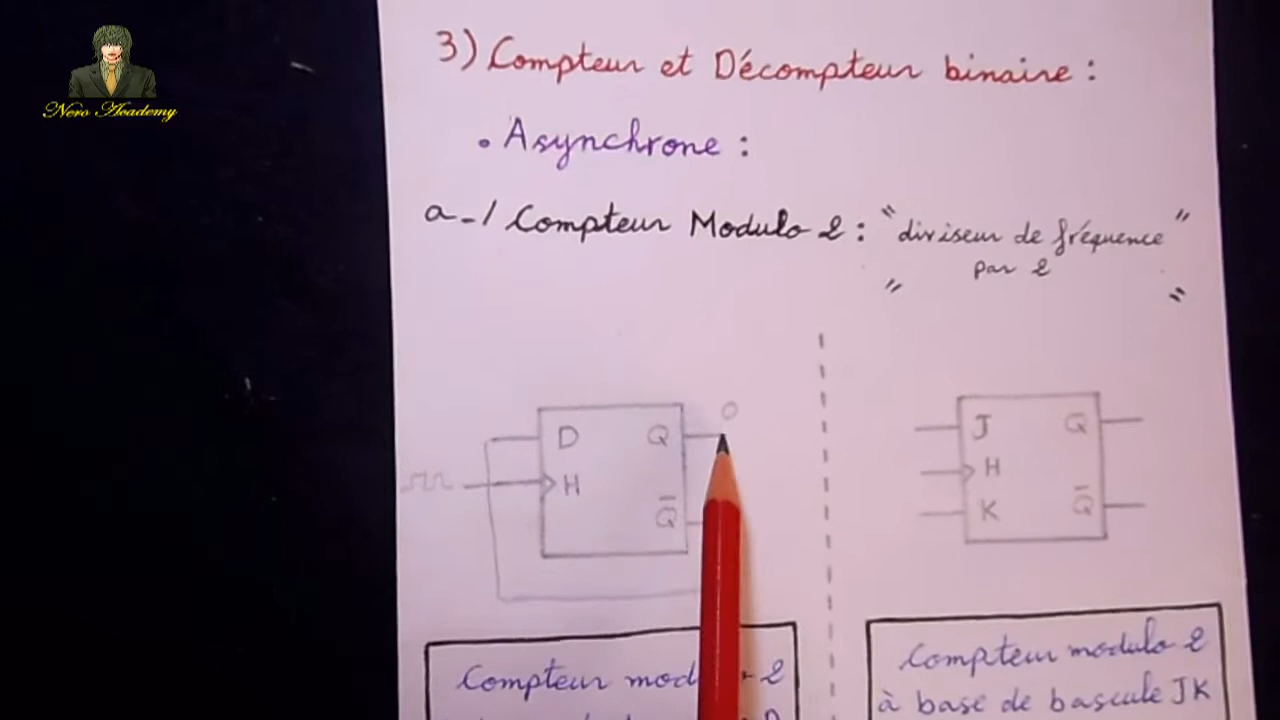 Nero Academy
3) Compteur et Décompteur binaire :
• Asynchrone :
a-/ Compteur Modulo 2 : " diviseur de fréquence "
" par 2 "
0
D Q
H
Q̄
J Q
H
K Q̄
Compteur 2
D
Compteur modulo 2
à base de bascule JK